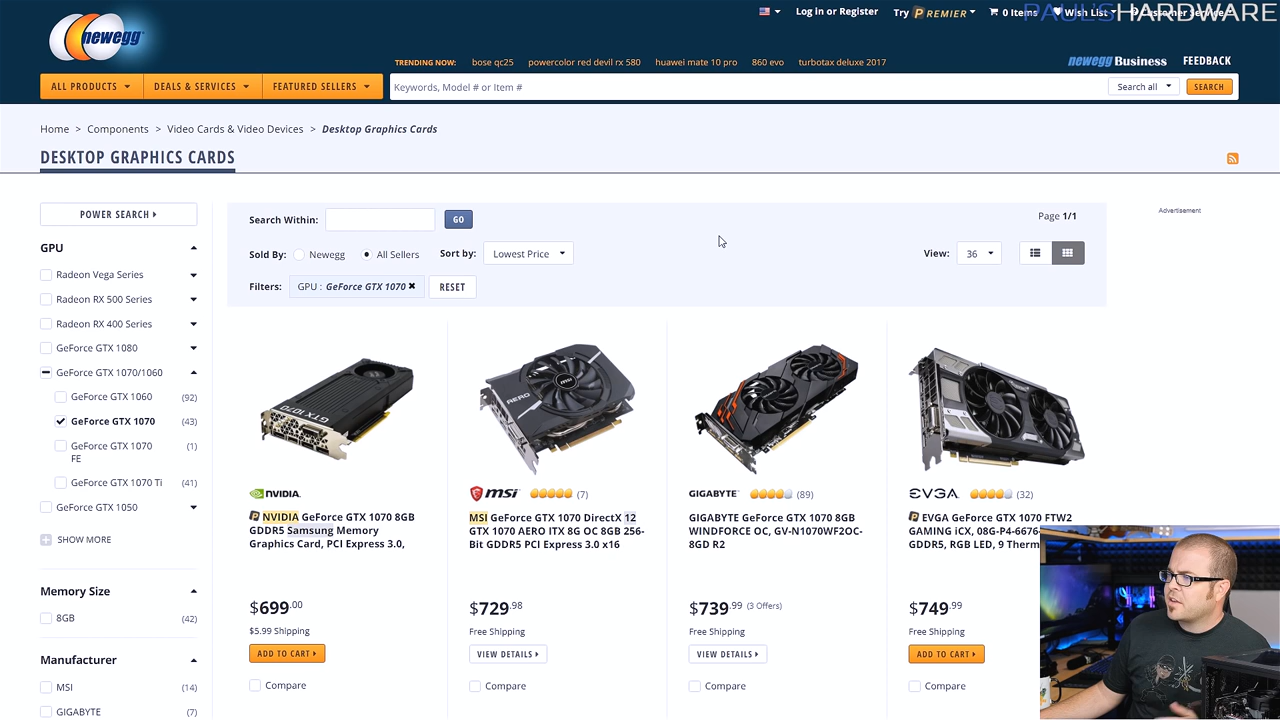 newegg
Log in or Register
Try PREMIER
0 Items
Wish List
Customer Service
PAUL'SHARDWARE
TRENDING NOW:
bose qc25
powercolor red devil rx 580
huawei mate 10 pro
860 evo
turbotax deluxe 2017
newegg Business
FEEDBACK
ALL PRODUCTS
DEALS & SERVICES
FEATURED SELLERS
Keywords, Model # or Item #
Search all
SEARCH
Home > Components > Video Cards & Video Devices > Desktop Graphics Cards
DESKTOP GRAPHICS CARDS
POWER SEARCH
GPU
Radeon Vega Series
Radeon RX 500 Series
Radeon RX 400 Series
GeForce GTX 1080
GeForce GTX 1070/1060
GeForce GTX 1060 (92)
GeForce GTX 1070 (43)
GeForce GTX 1070 (1)
FE
GeForce GTX 1070 Ti (41)
GeForce GTX 1050
SHOW MORE
Memory Size
8GB (42)
Manufacturer
MSI (14)
GIGABYTE (7)
Search Within:
GO
Page 1/1
Sold By:
Newegg
All Sellers
Sort by:
Lowest Price
View:
36
Filters:
GPU : GeForce GTX 1070 ✖
RESET
Advertisement
GTX 1070
NVIDIA.
NVIDIA GeForce GTX 1070 8GB
GDDR5 Samsung Memory
Graphics Card, PCI Express 3.0,
$699.00
$5.99 Shipping
ADD TO CART
Compare
msi
AERO
msi
(7)
MSI GeForce GTX 1070 DirectX 12
GTX 1070 AERO ITX 8G OC 8GB 256-
Bit GDDR5 PCI Express 3.0 x16
$729.98
Free Shipping
VIEW DETAILS
Compare
GIGABYTE
(89)
GIGABYTE GeForce GTX 1070 8GB
WINDFORCE OC, GV-N1070WF2OC-
8GD R2
$739.99 (3 Offers)
Free Shipping
VIEW DETAILS
Compare
EVGA
(32)
EVGA GeForce GTX 1070 FTW2
GAMING iCX, 08G-P4-6676-
GDDR5, RGB LED, 9 Therm
$749.99
Free Shipping
ADD TO CART
Compare